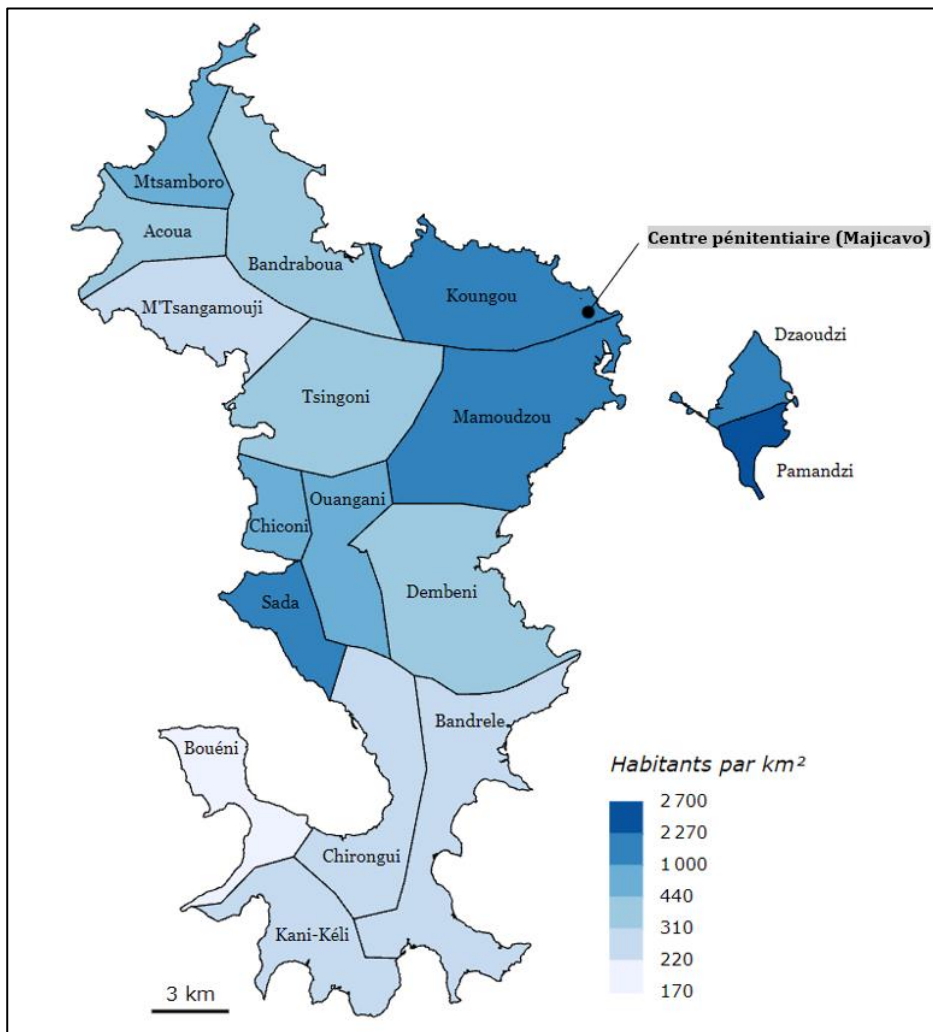 Mtsamboro
Acoua
Bandraboua
M'Tsangamouji
Koungou
Centre pénitentiaire (Majicavo)
Dzaoudzi
Tsingoni
Mamoudzou
Pamandzi
Ouangani
Chiconi
Sada
Dembeni
Bandrele
Bouéni
Chirongui
Kani-Kéli
3 km
Habitants par km²
2 700
2 270
1 000
440
310
220
170